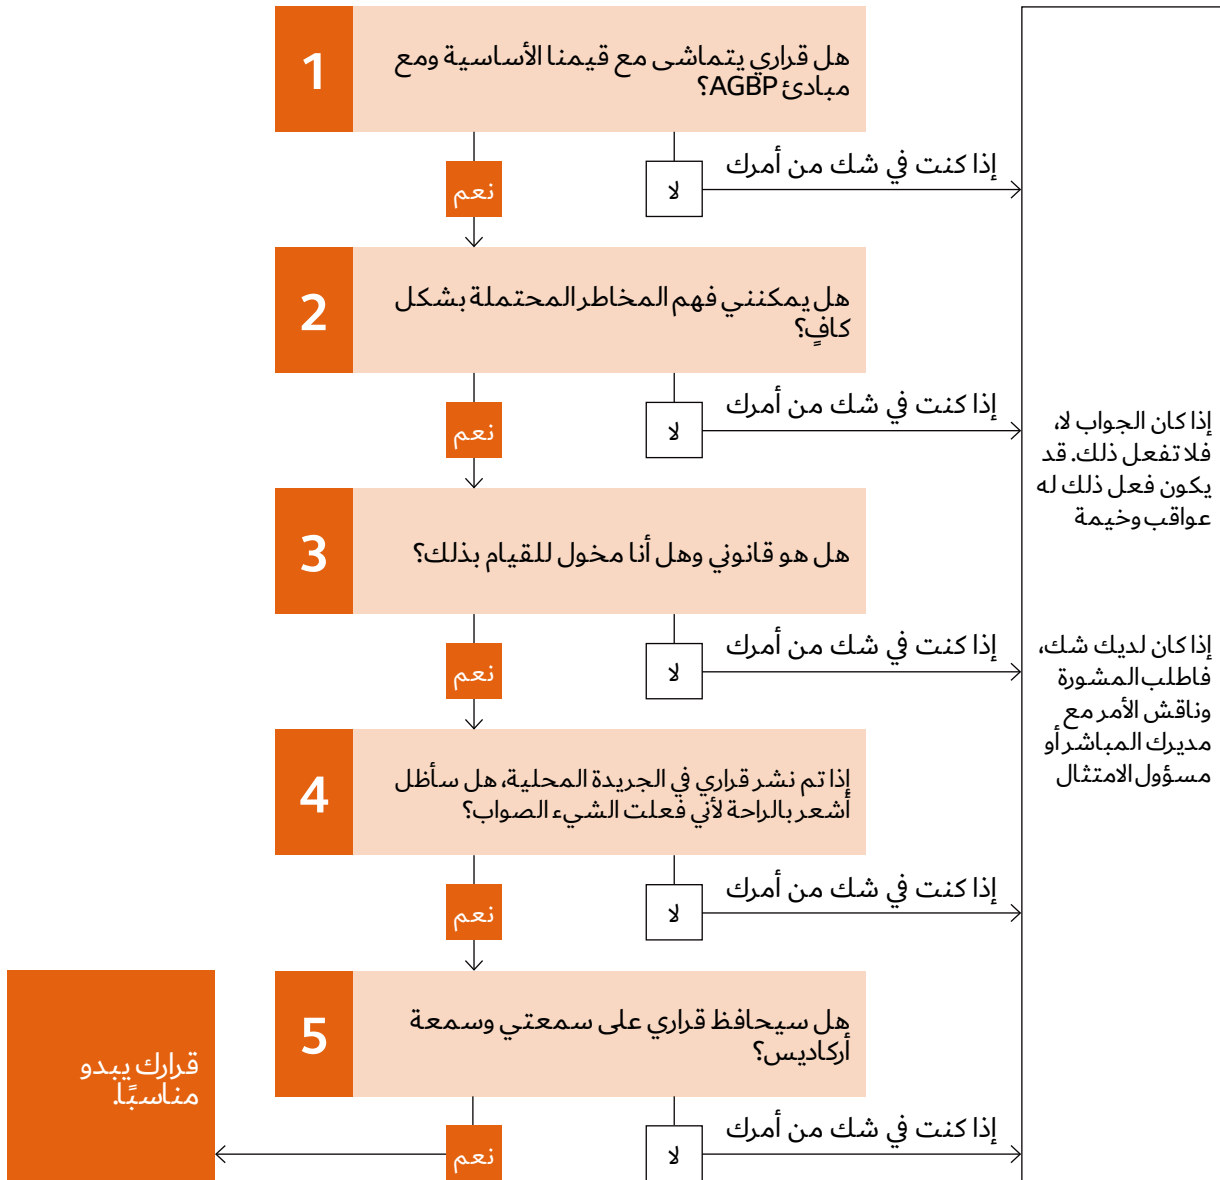 1
هل قراري يتماشى مع قيمنا الأساسية ومع
مبادئ AGBP؟
إذا كنت في شك من أمرك
لا
نعم
2
هل يمكنني فهم المخاطر المحتملة بشكل
كافٍ؟
إذا كنت في شك من أمرك
لا
نعم
3
هل هو قانوني وهل أنا مخول للقيام بذلك؟
إذا كنت في شك من أمرك
لا
نعم
4
إذا تم نشر قراري في الجريدة المحلية، هل سأظل
أشعر بالراحة لأني فعلت الشيء الصواب؟
إذا كنت في شك من أمرك
لا
نعم
5
هل سيحافظ قراري على سمعتي وسمعة
أركاديس؟
إذا كنت في شك من أمرك
لا
نعم
إذا كان الجواب لا،
فلا تفعل ذلك. قد
يكون فعل ذلك له
عواقب وخيمة
إذا كان لديك شك،
فاطلب المشورة
وناقش الأمر مع
مديرك المباشر أو
مسؤول الامتثال
قرارك يبدو
مناسبًا.